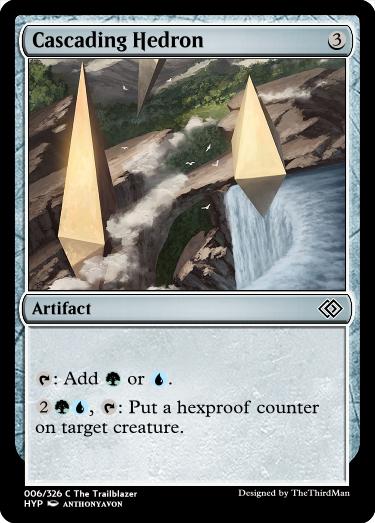 Cascading Hedron 3
Artifact
: Add or .
2 , : Put a hexproof counter
on target creature.
006/326 C The Trailblazer
HYP ANTHONYAVON
Designed by TheThirdMan